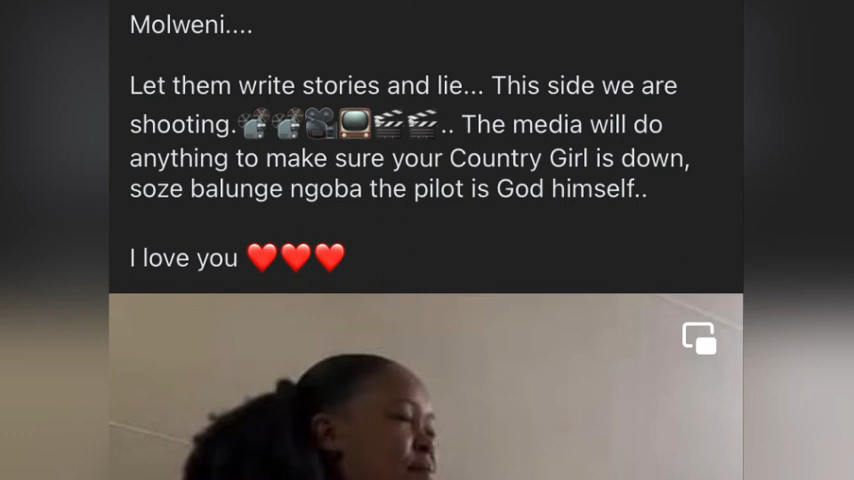 Molweni....
Let them write stories and lie... This side we are
shooting.📽️📽️🎥📺🎬🎬.. The media will do
anything to make sure your Country Girl is down,
soze balunge ngoba the pilot is God himself..
I love you ❤️❤️❤️